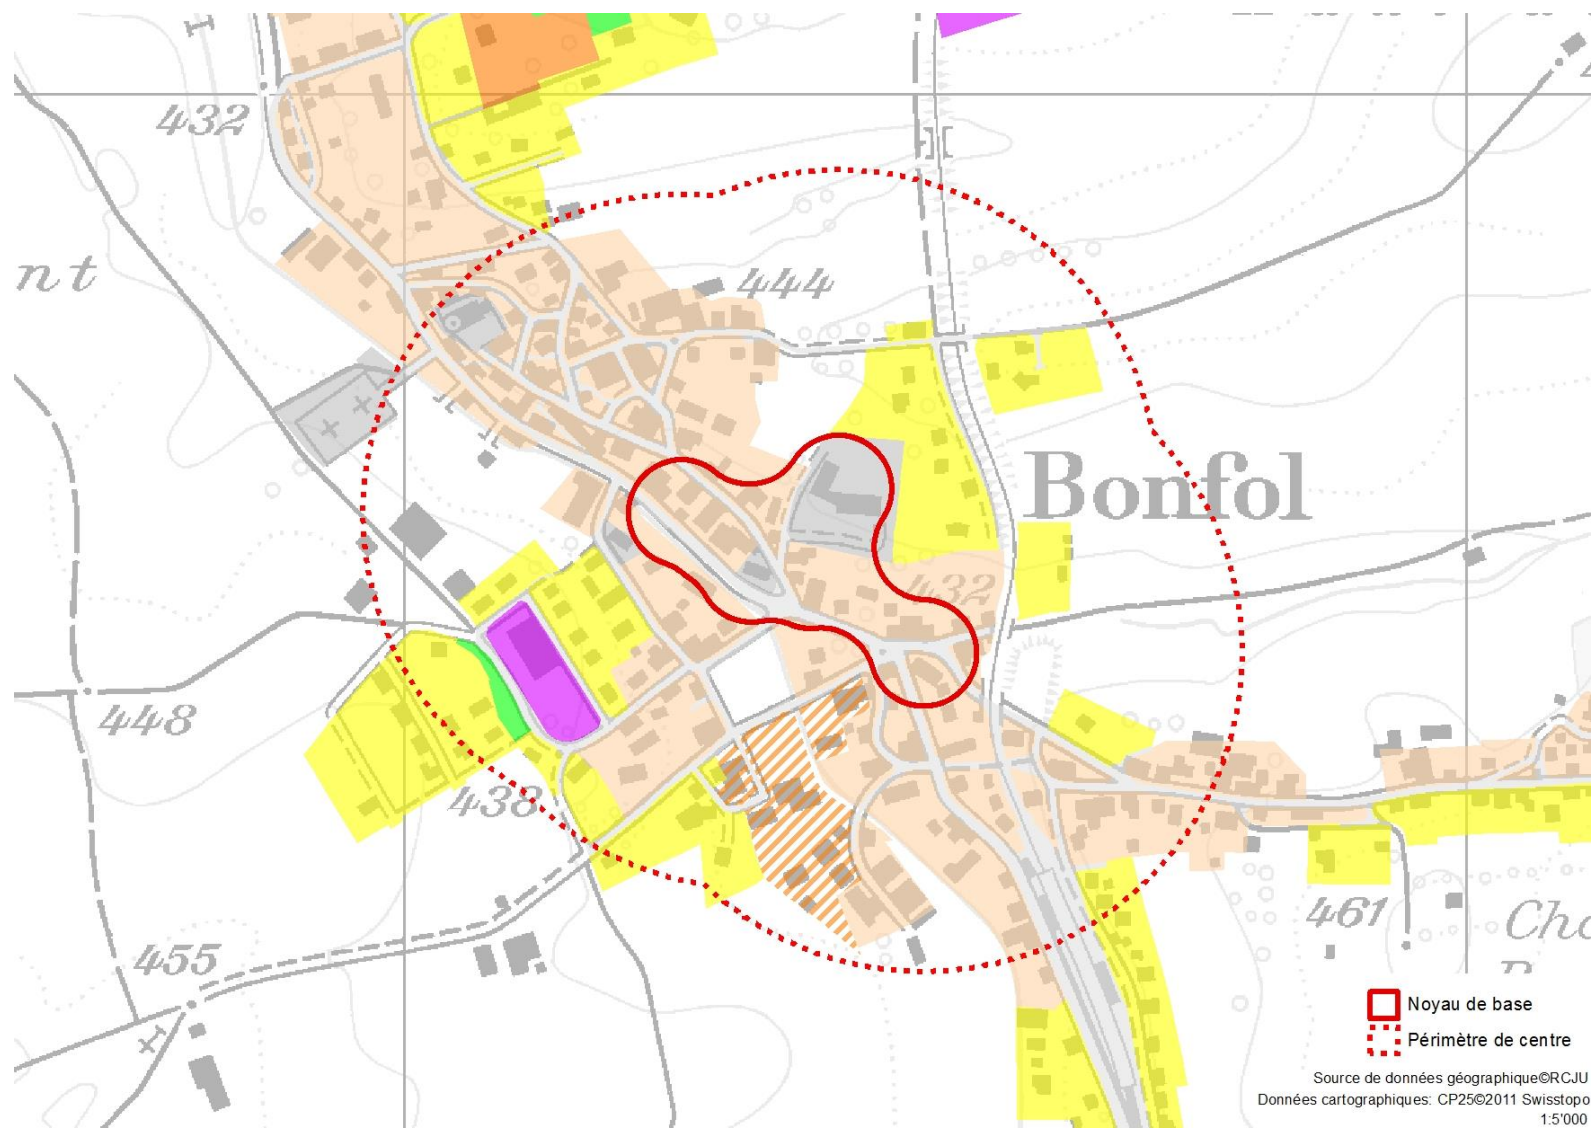 432
nt
444
Bonfol
432
448
438
461
Cha
455
Noyau de base
Périmètre de centre
Source de données géographique©RCJU
Données cartographiques: CP25©2011 Swisstopo
1:5'000